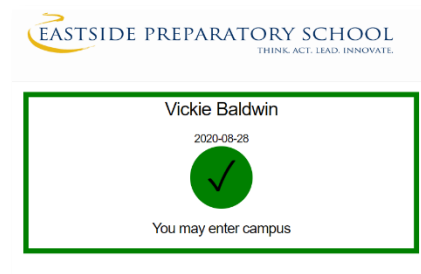 EASTSIDE PREPARATORY SCHOOL
THINK. ACT. LEAD. INNOVATE.
Vickie Baldwin
2020-08-28
You may enter campus